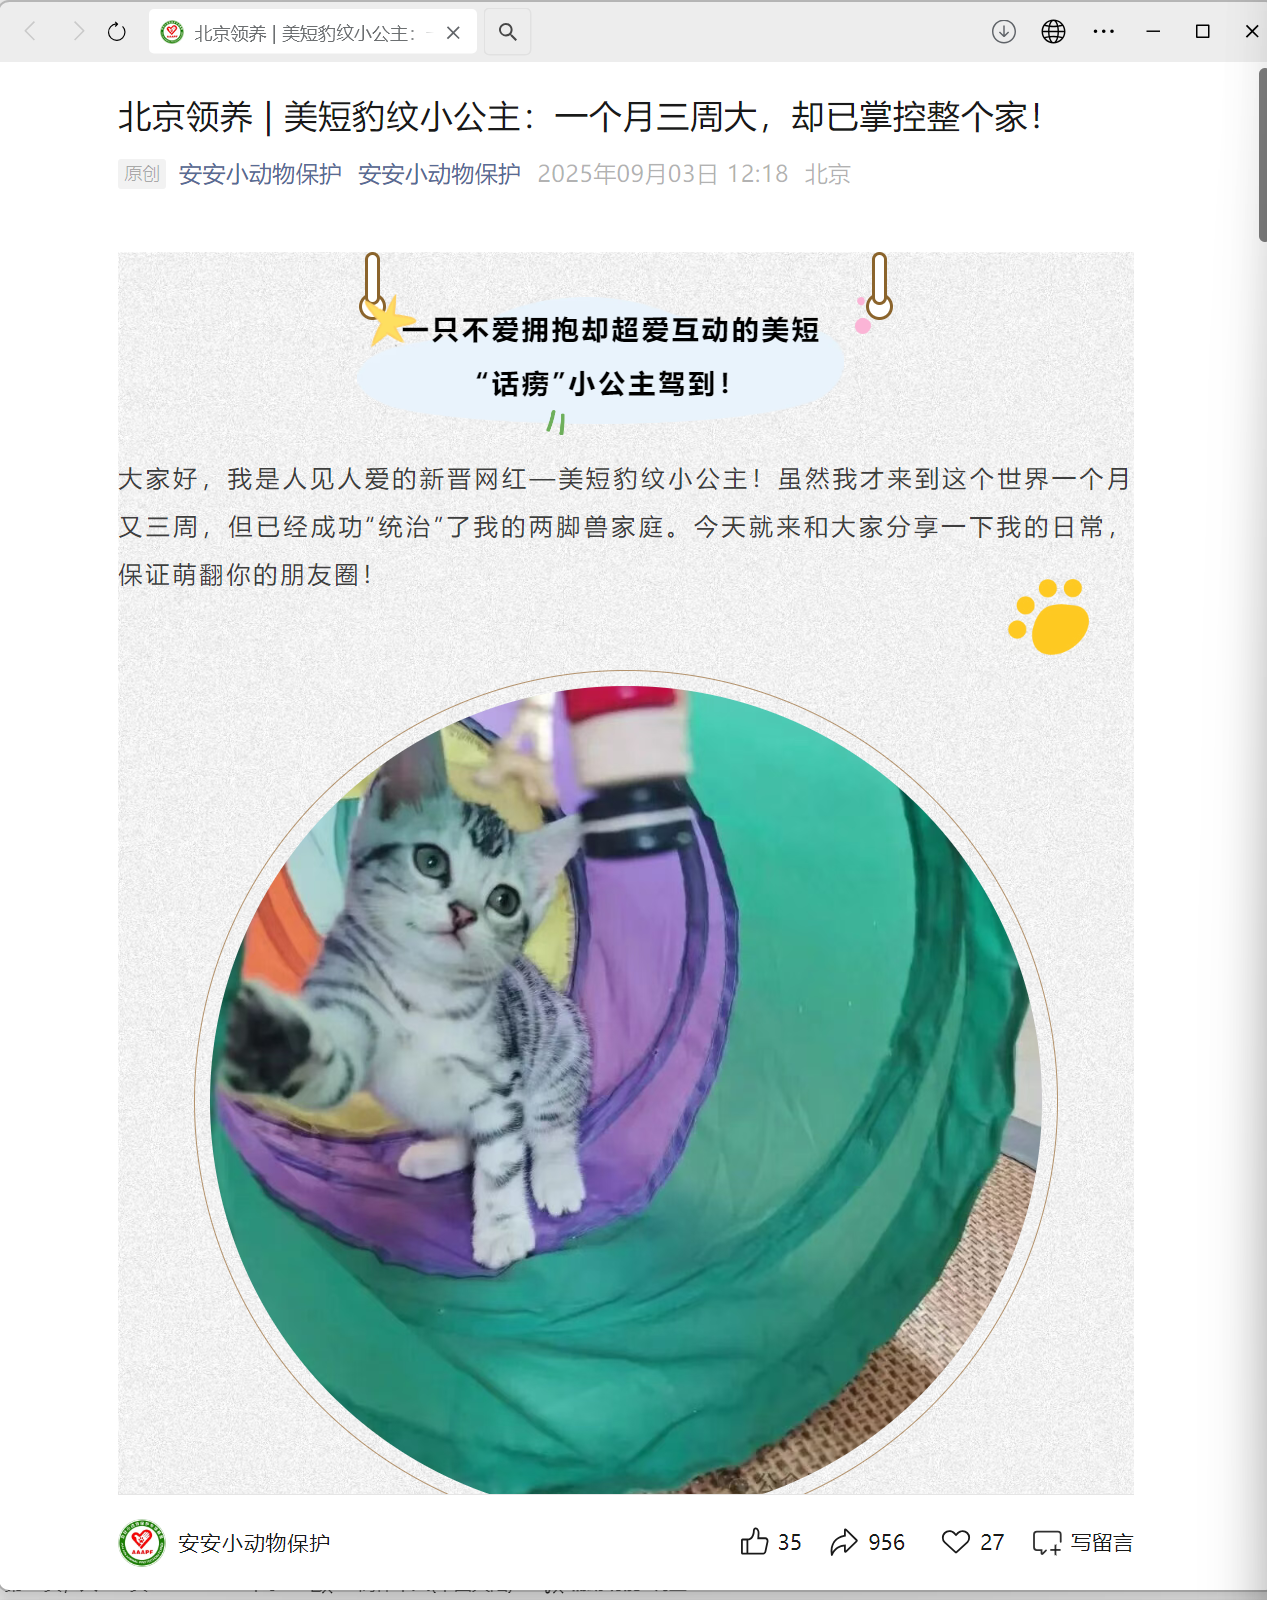 北京领养 | 美短豹纹小公主：
北京领养 | 美短豹纹小公主：一个月三周大，却已掌控整个家！
原创 安安小动物保护 安安小动物保护 2025年09月03日 12:18 北京
一只不爱拥抱却超爱互动的美短
“话痨”小公主驾到！
大家好，我是人见人爱的新晋网红—美短豹纹小公主！虽然我才来到这个世界一个月
又三周，但已经成功“统治”了我的两脚兽家庭。今天就来和大家分享一下我的日常，
保证萌翻你的朋友圈！
安安小动物保护 35 956 27 写留言